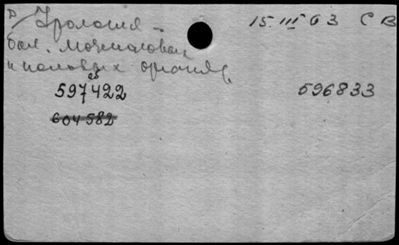 Урология – 15 III 63 СВ
бол. мочеполовых
и половых органов.
597422 596833
604582